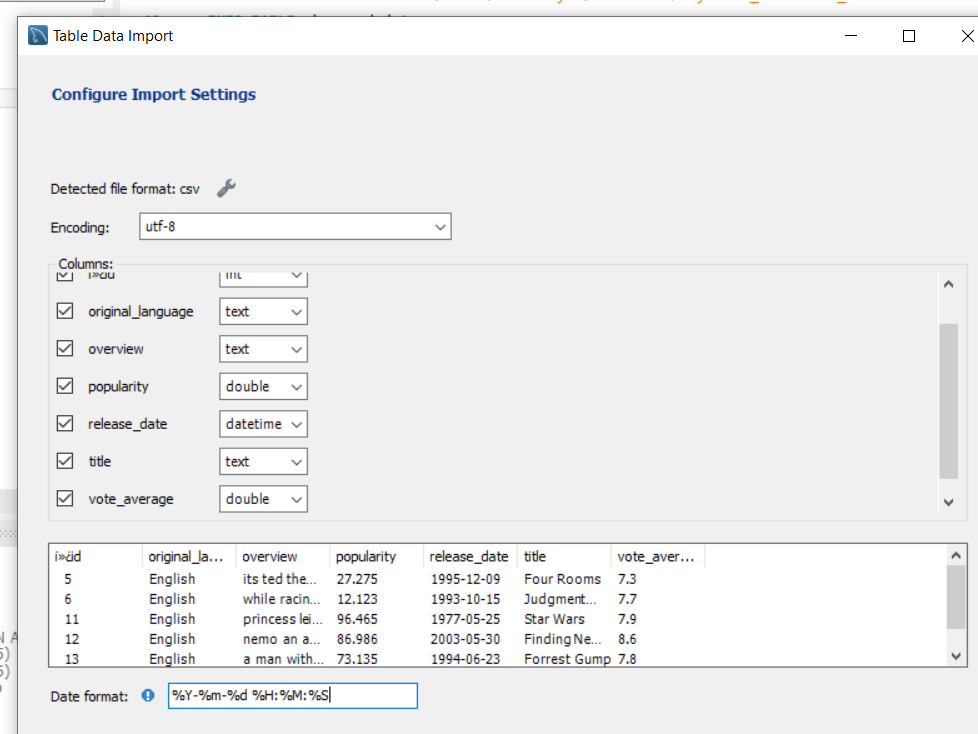 Table Data Import
Configure Import Settings
Detected file format: csv
Encoding: utf-8
Columns:
int
original_language text
overview text
popularity double
release_date datetime
title text
vote_average double
id original_la... overview popularity release_date title vote_aver...
5 English its ted the... 27.275 1995-12-09 Four Rooms 7.3
6 English while racin... 12.123 1993-10-15 Judgment... 7.7
11 English princess lei... 96.465 1977-05-25 Star Wars 7.9
12 English nemo an a... 86.986 2003-05-30 Finding Ne... 8.6
13 English a man with... 73.135 1994-06-23 Forrest Gump 7.8
Date format: %Y-%m-%d %H:%M:%S